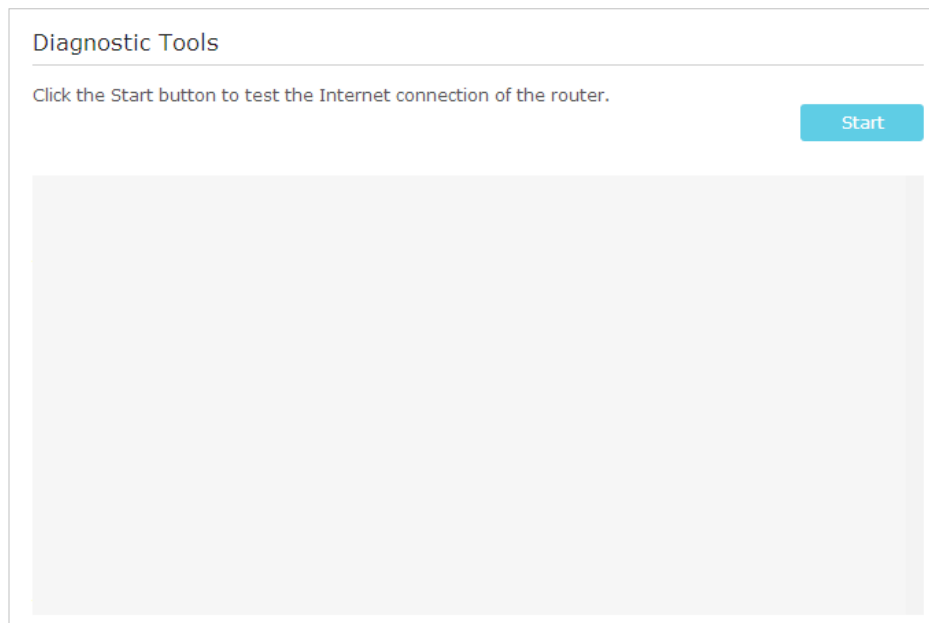 Diagnostic Tools
Click the Start button to test the Internet connection of the router.
Start